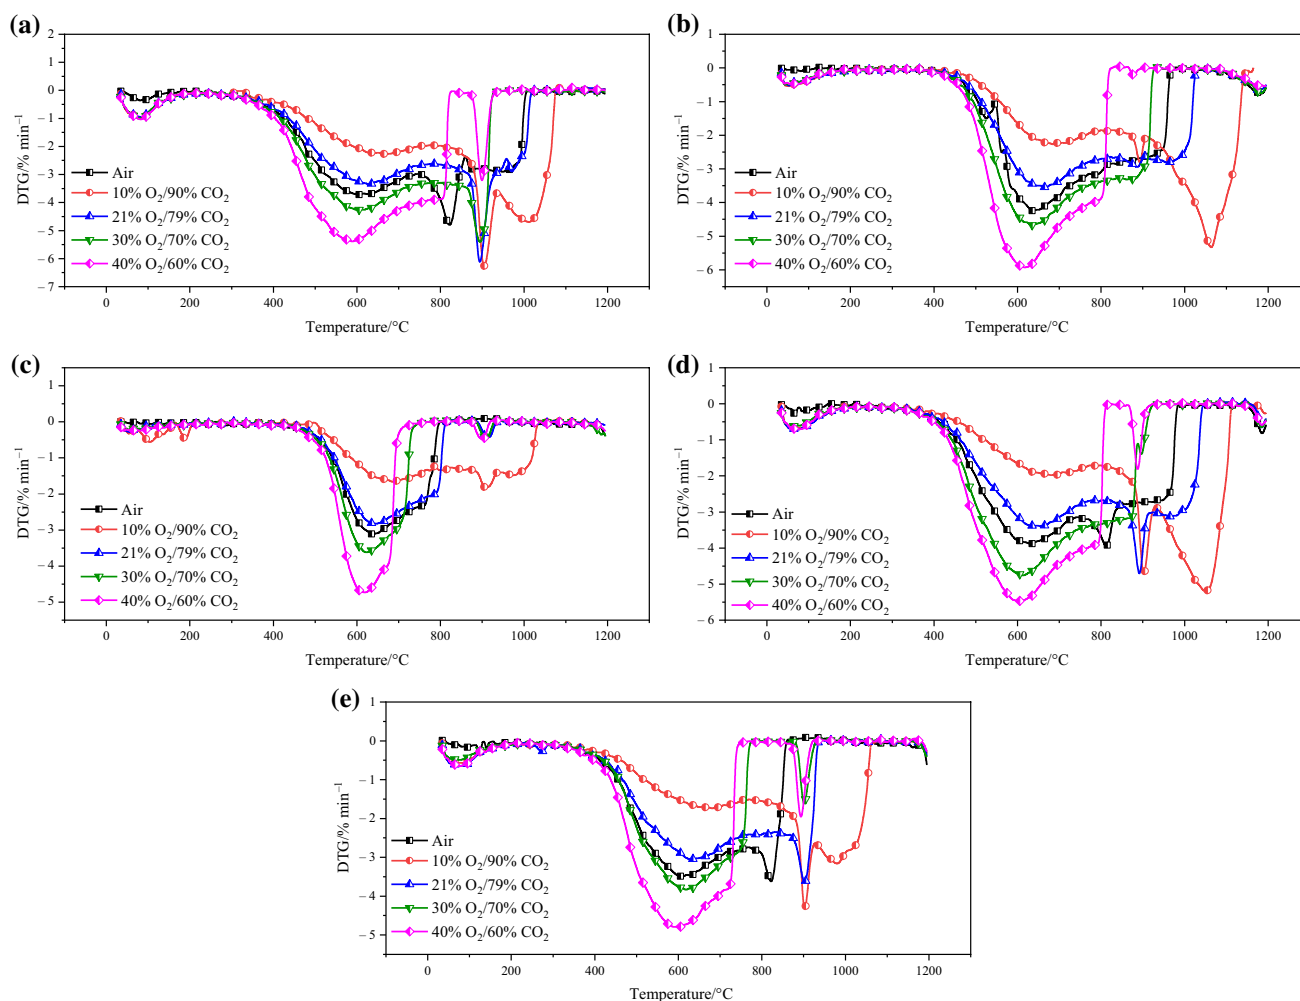 (a)
2
1
0
–1
–2
–3
–4
–5
–6
–7
DTG/% min⁻¹
Air
10% O₂/90% CO₂
21% O₂/79% CO₂
30% O₂/70% CO₂
40% O₂/60% CO₂
0 200 400 600 800 1000 1200
Temperature/°C
(b)
1
0
–1
–2
–3
–4
–5
–6
DTG/% min⁻¹
Air
10% O₂/90% CO₂
21% O₂/79% CO₂
30% O₂/70% CO₂
40% O₂/60% CO₂
0 200 400 600 800 1000 1200
Temperature/°C
(c)
1
0
–1
–2
–3
–4
–5
DTG/% min⁻¹
Air
10% O₂/90% CO₂
21% O₂/79% CO₂
30% O₂/70% CO₂
40% O₂/60% CO₂
0 200 400 600 800 1000 1200
Temperature/°C
(d)
1
0
–1
–2
–3
–4
–5
–6
DTG/% min⁻¹
Air
10% O₂/90% CO₂
21% O₂/79% CO₂
30% O₂/70% CO₂
40% O₂/60% CO₂
0 200 400 600 800 1000 1200
Temperature/°C
(e)
1
0
–1
–2
–3
–4
–5
DTG/% min⁻¹
Air
10% O₂/90% CO₂
21% O₂/79% CO₂
30% O₂/70% CO₂
40% O₂/60% CO₂
0 200 400 600 800 1000 1200
Temperature/°C